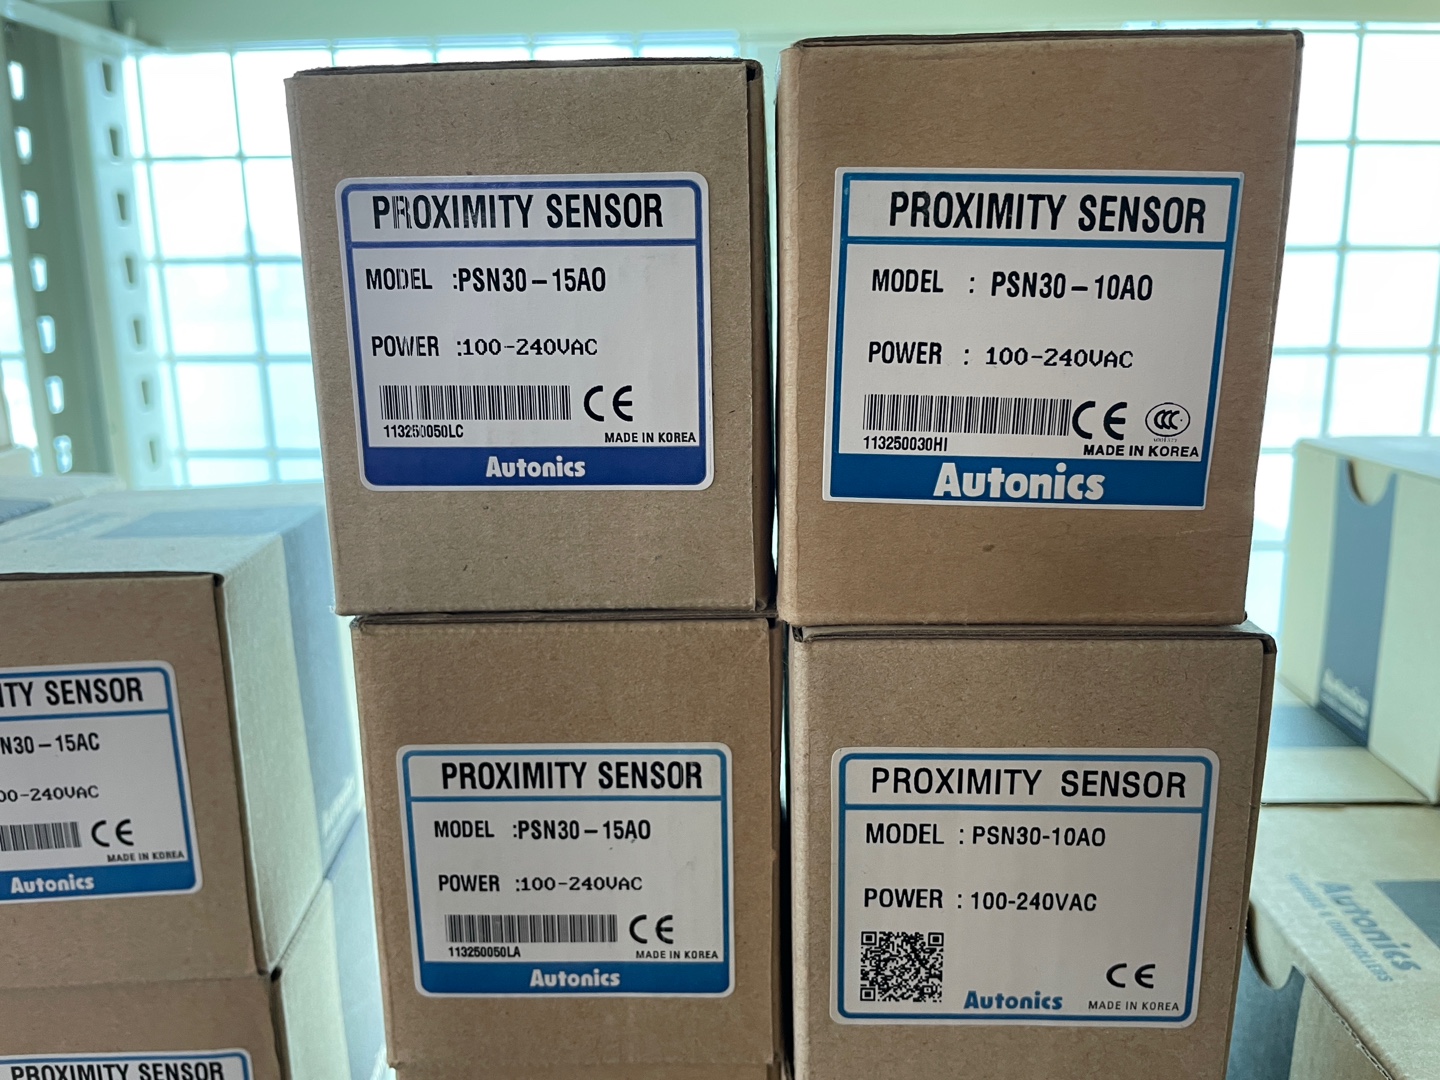 PROXIMITY SENSOR
MODEL :PSN30-15AO
POWER :100-240VAC
CE
113250050LC
MADE IN KOREA
Autonics
PROXIMITY SENSOR
MODEL : PSN30-10AO
POWER : 100-240VAC
CE
CCC
113250030HI
MADE IN KOREA
Autonics
ITY SENSOR
N30-15AC
00-240VAC
CE
MADE IN KOREA
Autonics
PROXIMITY SENSOR
MODEL :PSN30-15AO
POWER :100-240VAC
CE
113250050LA
MADE IN KOREA
Autonics
PROXIMITY SENSOR
MODEL : PSN30-10AO
POWER : 100-240VAC
CE
Autonics
MADE IN KOREA
Autonics
Autonics
PROXIMITY SENSOR